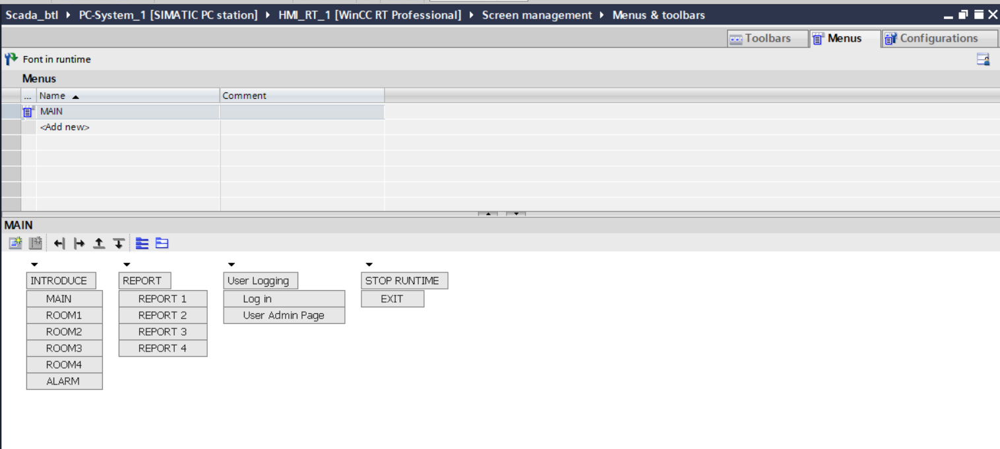 Scada_btl ▸ PC-System_1 [SIMATIC PC station] ▸ HMI_RT_1 [WinCC RT Professional] ▸ Screen management ▸ Menus & toolbars
Toolbars Menus Configurations
Font in runtime
Menus
... Name Comment
MAIN
<Add new>
MAIN
INTRODUCE REPORT User Logging STOP RUNTIME
MAIN REPORT 1 Log in EXIT
ROOM1 REPORT 2 User Admin Page
ROOM2 REPORT 3
ROOM3 REPORT 4
ROOM4
ALARM